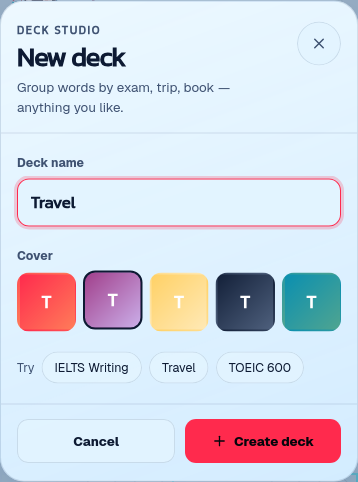 DECK STUDIO
New deck
Group words by exam, trip, book —
anything you like.
Deck name
Travel
Cover
T T T T T
Try IELTS Writing Travel TOEIC 600
Cancel + Create deck